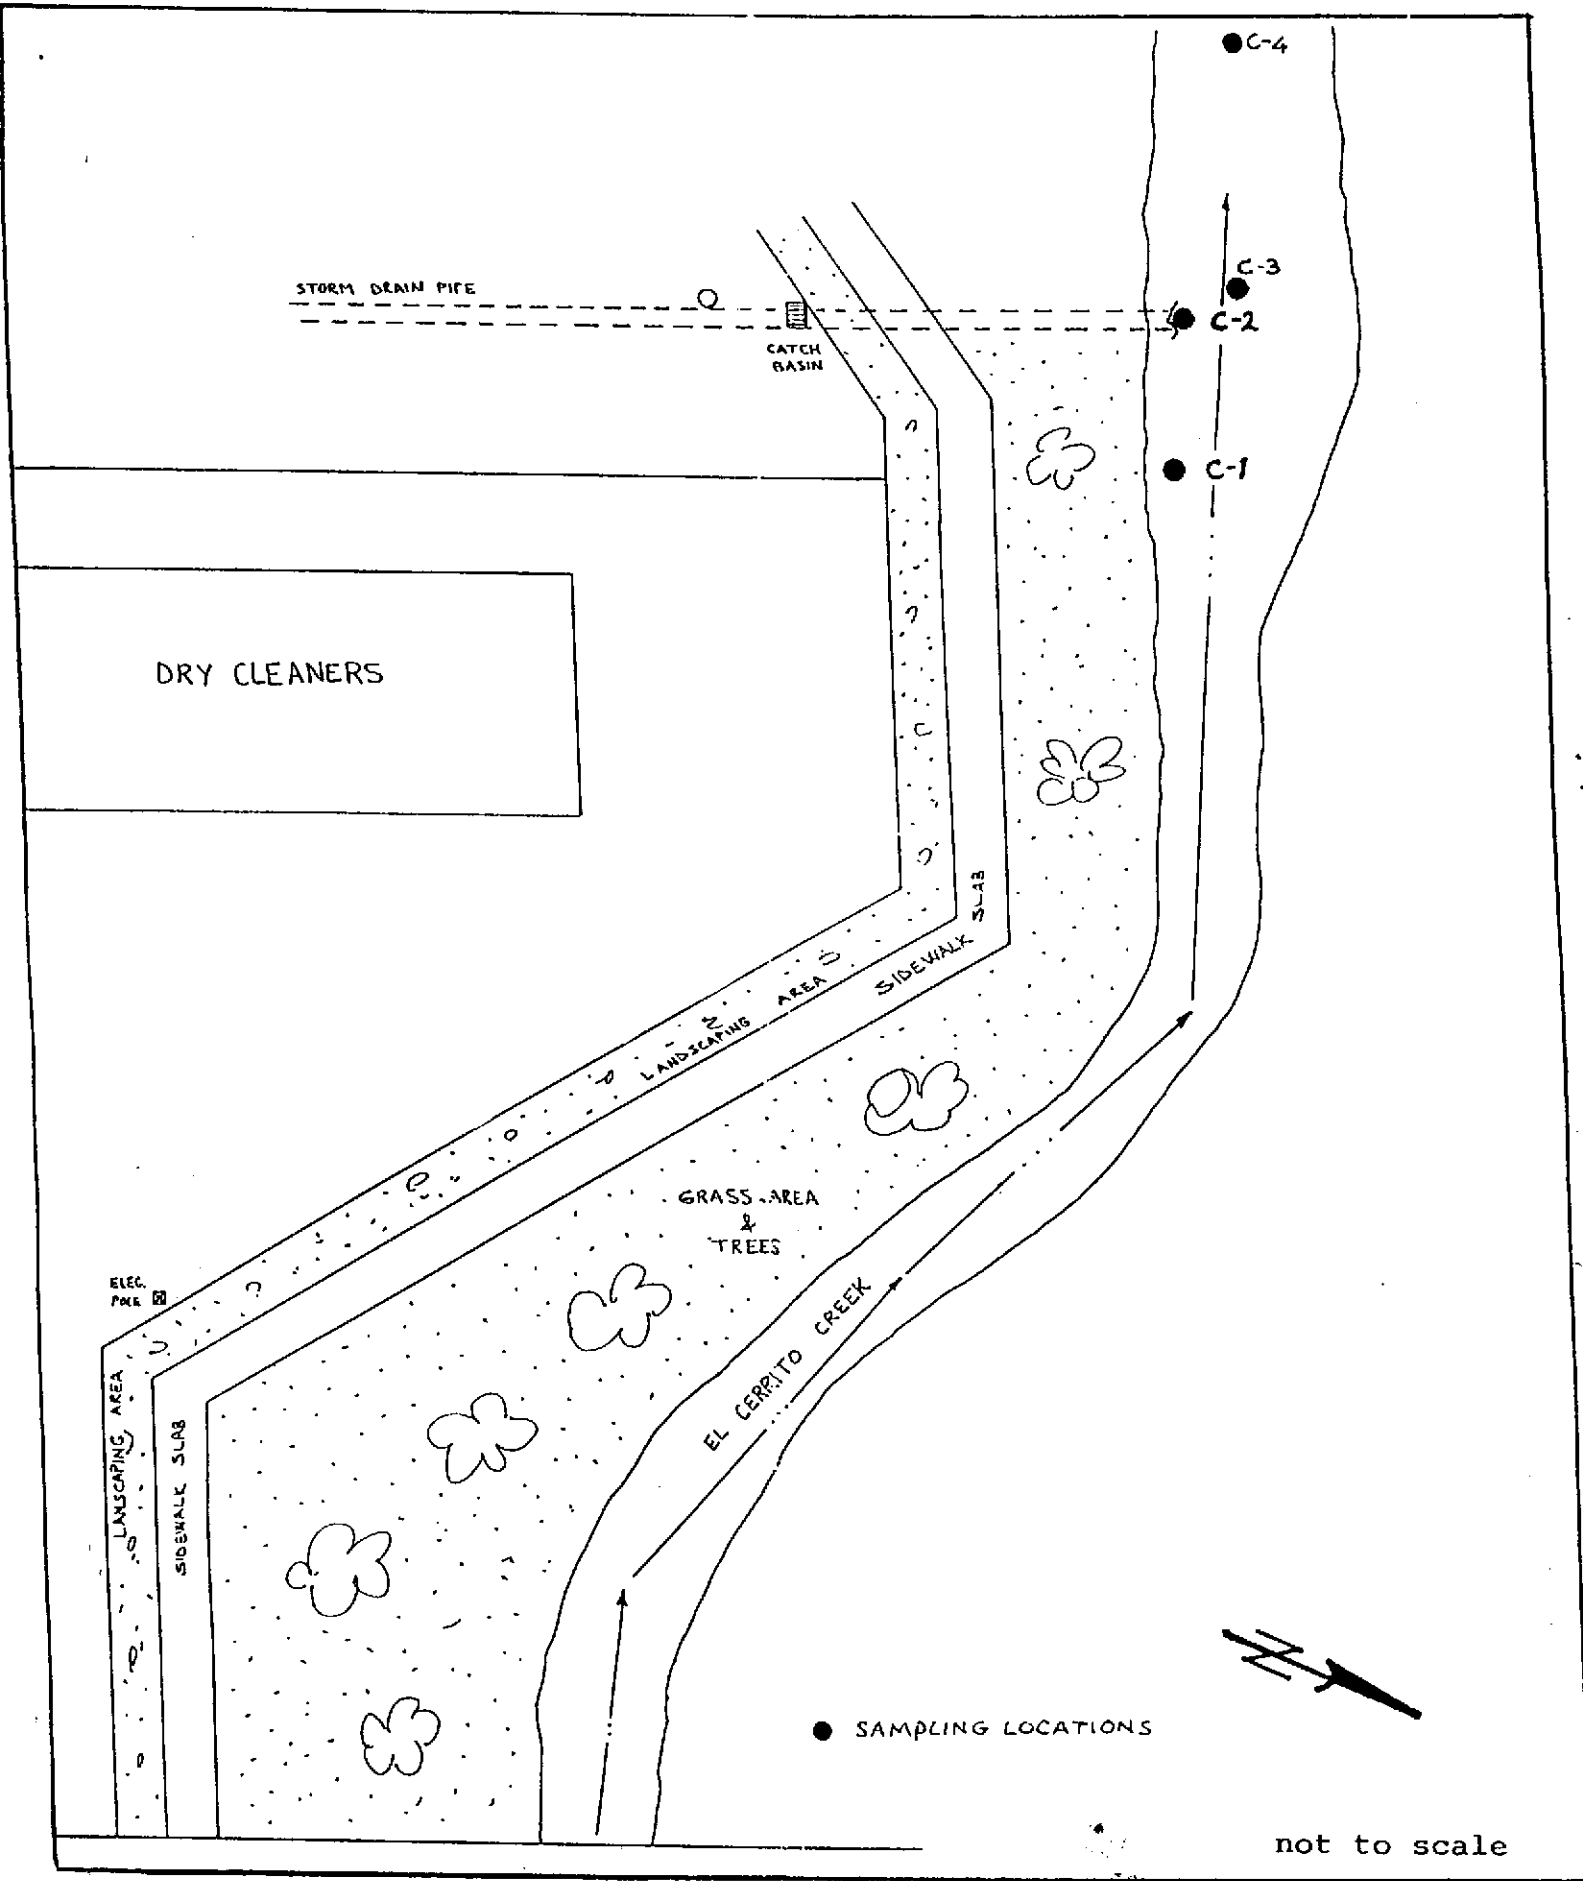 C-4
C-3
STORM DRAIN PIPE
C-2
CATCH
BASIN
C-1
DRY CLEANERS
SLAB
SIDEWALK
LANDSCAPING AREA
GRASS AREA
&
TREES
ELEC.
POLE
EL CERRITO CREEK
LANSCAPING AREA
SIDEWALK SLAB
N
SAMPLING LOCATIONS
not to scale